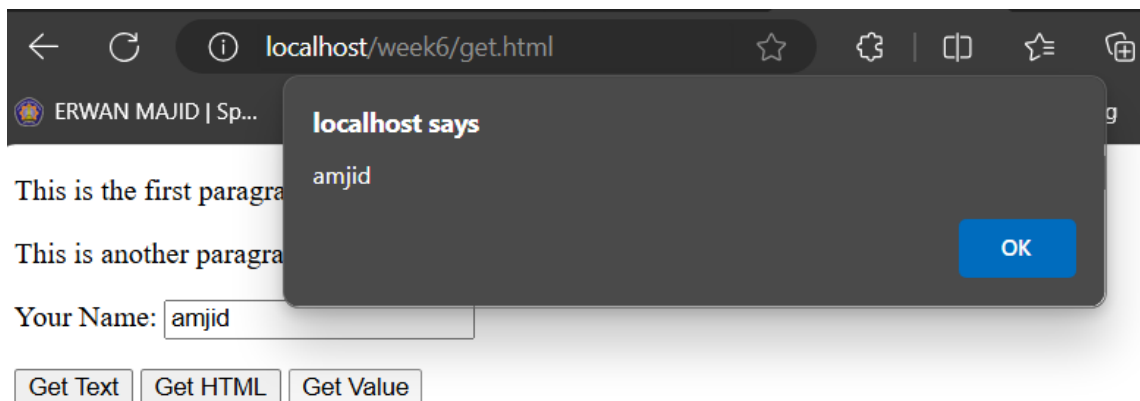 localhost/week6/get.html
ERWAN MAJID | Sp...
g
localhost says
amjid
OK
This is the first paragra
This is another paragra
Your Name: amjid
Get Text Get HTML Get Value